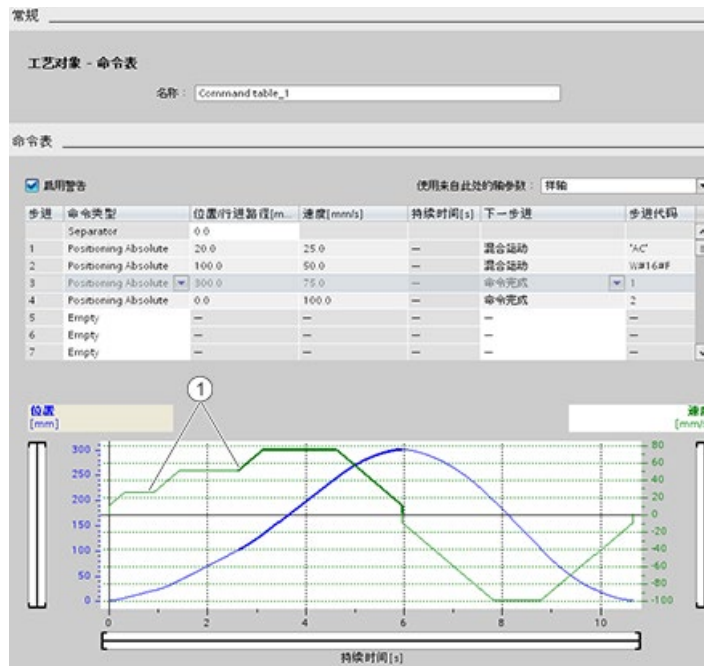 常规
工艺对象 - 命令表
名称： Command table_1
命令表
启用警告 使用来自此处的轴参数： 样轴
步进 命令类型 位置/行进路径[m... 速度[mm/s] 持续时间[s] 下一步进 步进代码
Separator 0.0
1 Positioning Absolute 20.0 25.0 — 混合运动 "AC"
2 Positioning Absolute 100.0 50.0 — 混合运动 W#16#F
3 Positioning Absolute 300.0 75.0 — 命令完成 1
4 Positioning Absolute 0.0 100.0 — 命令完成 2
5 Empty — — — — —
6 Empty — — — — —
7 Empty — — — — —
1
位置 速度
[mm] [mm/s]
300 80
250 60
40
200 20
0
150 -20
100 -40
-60
50 -80
0 -100
0 2 4 6 8 10
持续时间[s]